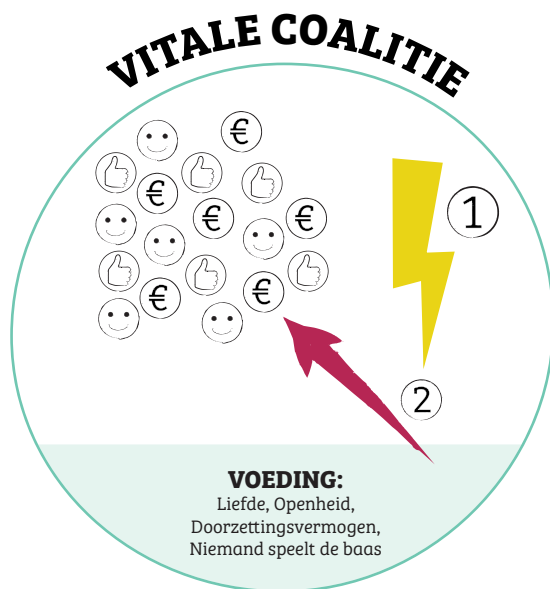 VITALE COALITIE
€
€
€
€
€
€
1
2
VOEDING:
Liefde, Openheid,
Doorzettingsvermogen,
Niemand speelt de baas